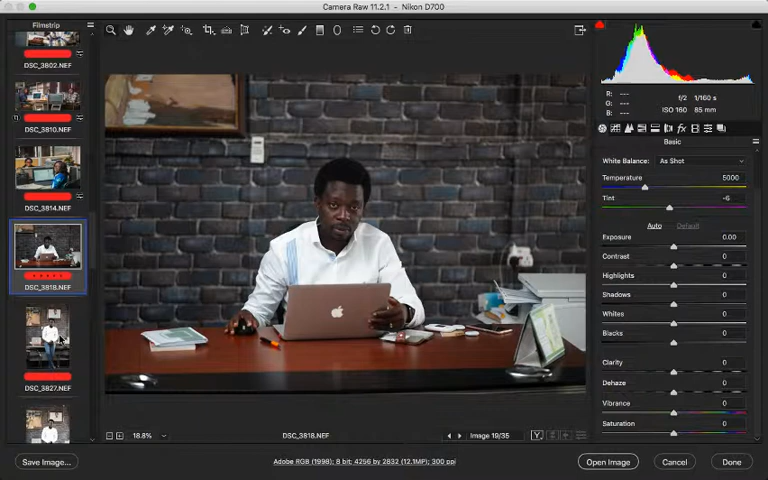 Camera Raw 11.2.1 - Nikon D700
Filmstrip
DSC_3802.NEF
DSC_3810.NEF
DSC_3814.NEF
DSC_3818.NEF
DSC_3827.NEF
18.8%
DSC_3818.NEF
Image 19/35
Y
R: ---
G: ---
B: ---
f/2 1/160 s
ISO 160 85 mm
fx
Basic
White Balance: As Shot
Temperature 5000
Tint -6
Auto Default
Exposure 0.00
Contrast 0
Highlights 0
Shadows 0
Whites 0
Blacks 0
Clarity 0
Dehaze 0
Vibrance 0
Saturation 0
Save Image...
Adobe RGB (1998); 8 bit; 4256 by 2832 (12.1MP); 300 ppi
Open Image
Cancel
Done